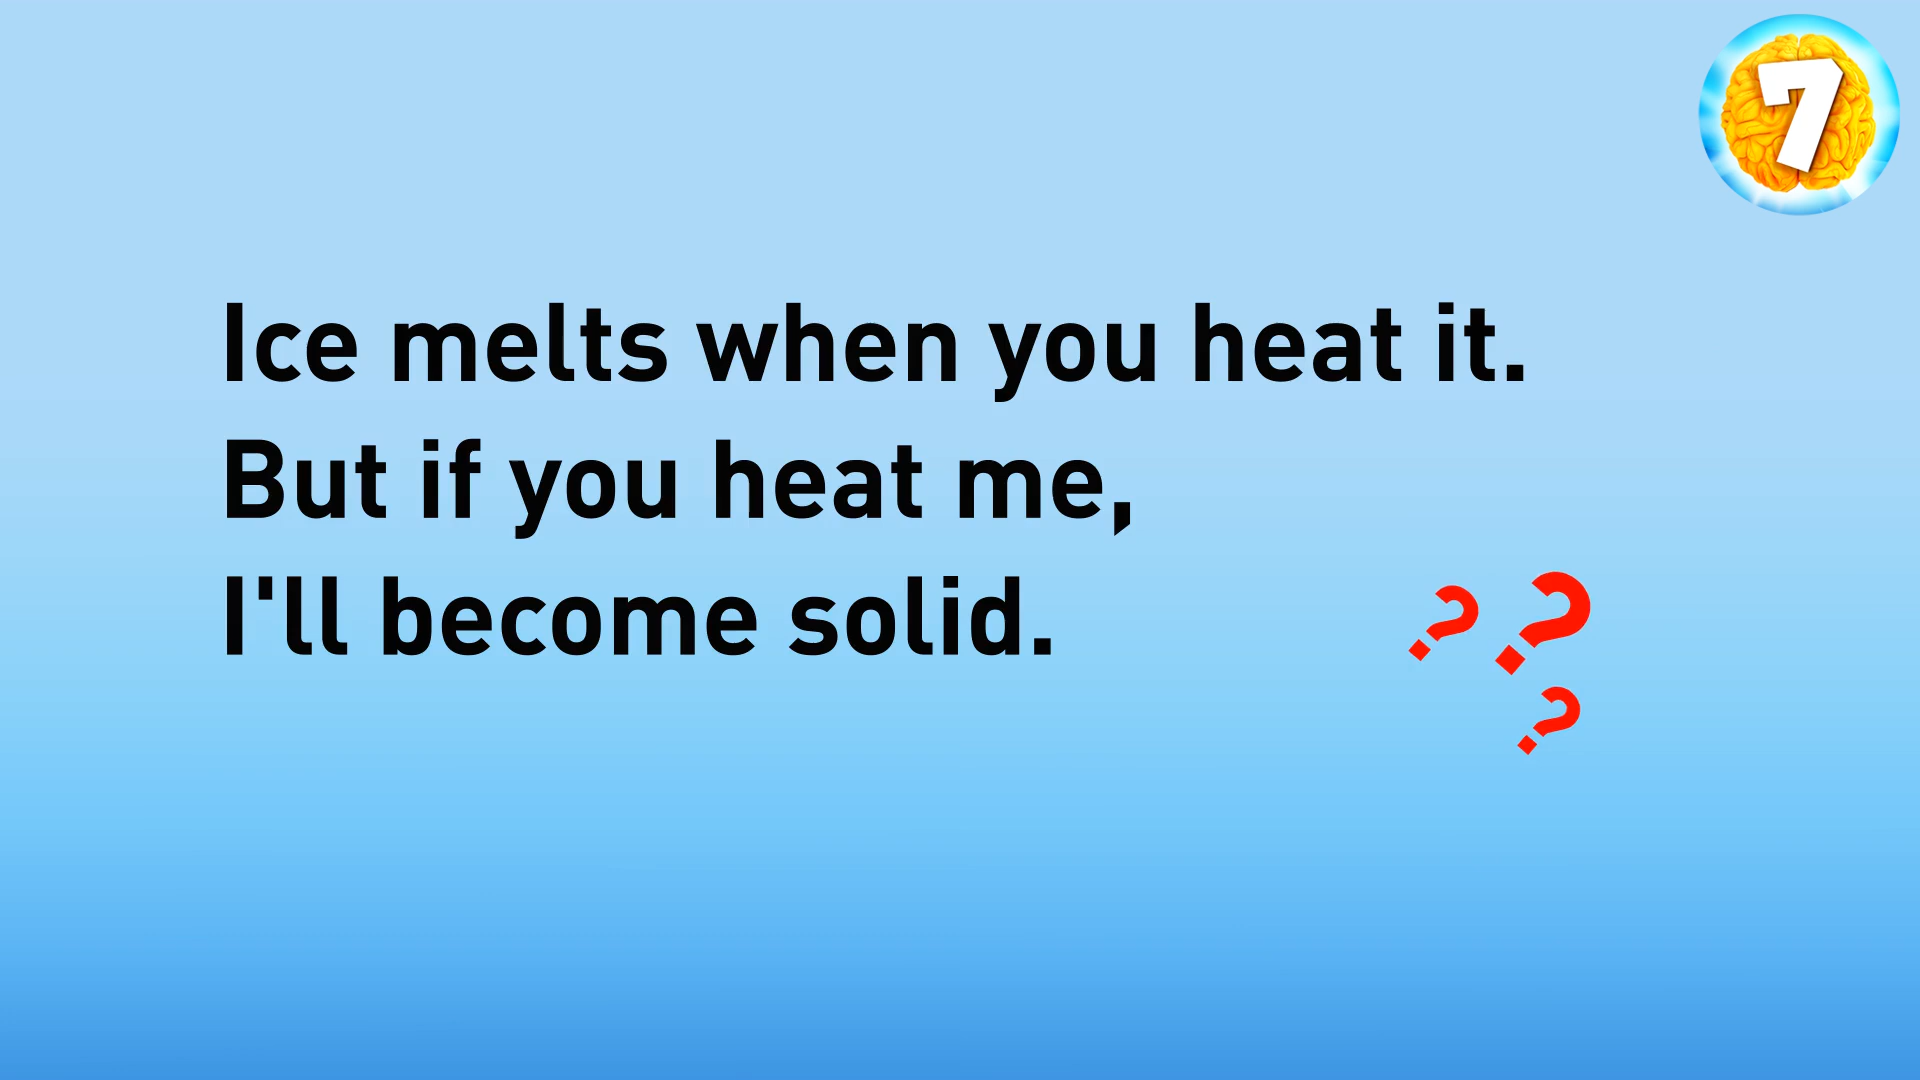 7
Ice melts when you heat it.
But if you heat me,
I'll become solid.
? ?
?